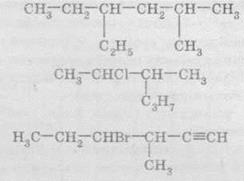 CH₃—CH₂—CH—CH₂—CH—CH₃
C₂H₅ CH₃
CH₃—CHCl—CH—CH₃
C₃H₇
H₃C—CH₂—CHBr—CH—C≡CH
CH₃